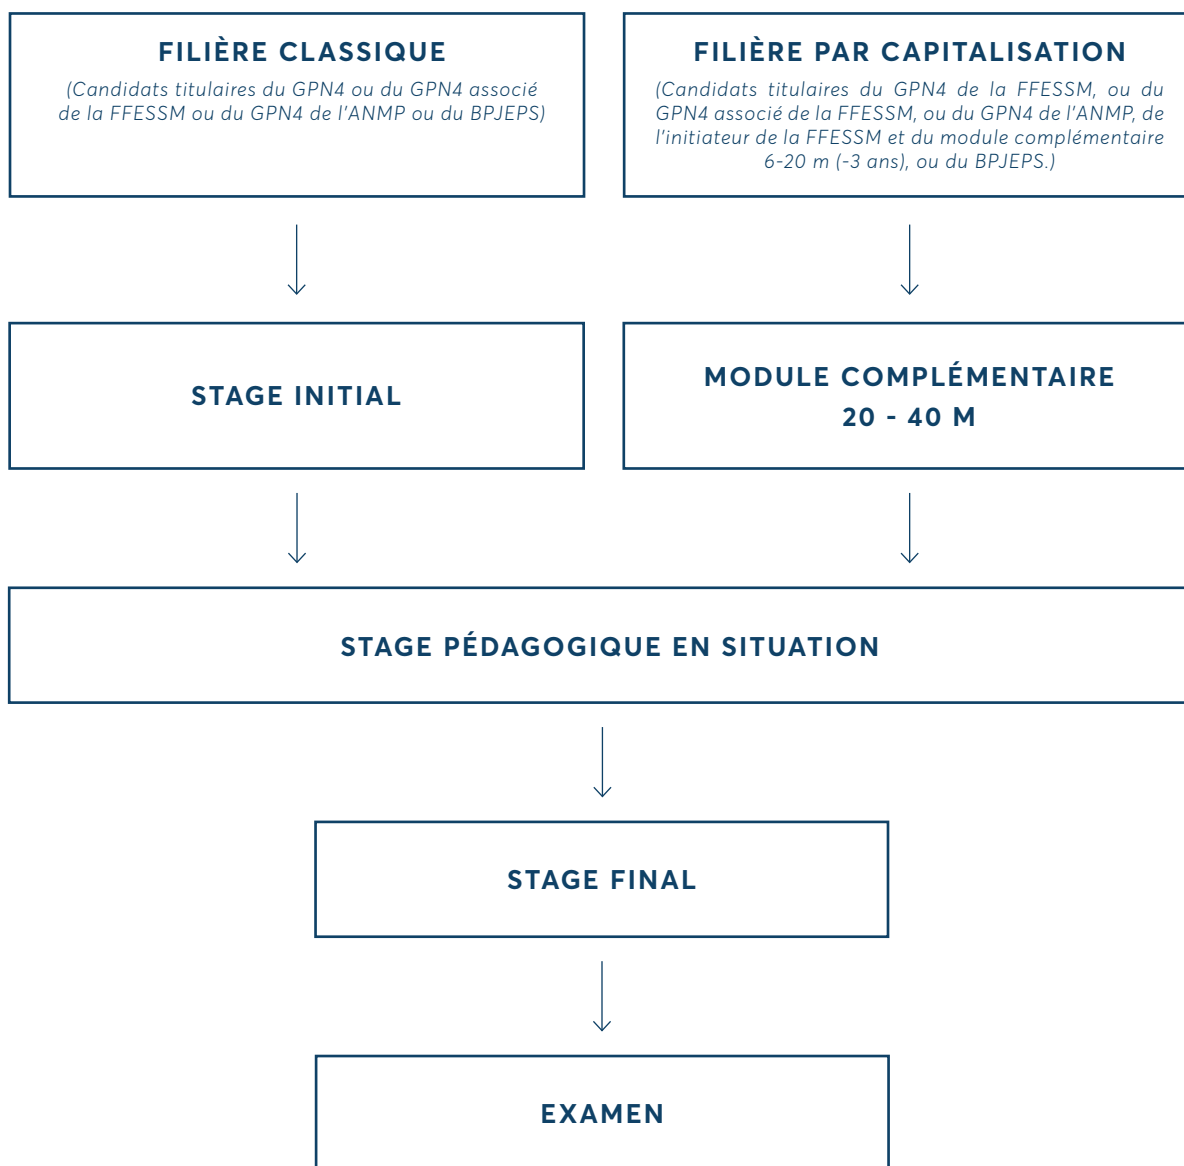 FILIÈRE CLASSIQUE
(Candidats titulaires du GPN4 ou du GPN4 associé
de la FFESSM ou du GPN4 de l'ANMP ou du BPJEPS)
FILIÈRE PAR CAPITALISATION
(Candidats titulaires du GPN4 de la FFESSM, ou du
GPN4 associé de la FFESSM, ou du GPN4 de l'ANMP, de
l'initiateur de la FFESSM et du module complémentaire
6-20 m (-3 ans), ou du BPJEPS.)
STAGE INITIAL
MODULE COMPLÉMENTAIRE
20 - 40 M
STAGE PÉDAGOGIQUE EN SITUATION
STAGE FINAL
EXAMEN